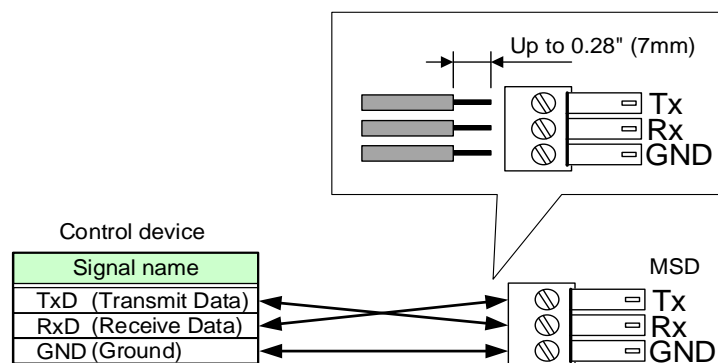 Up to 0.28" (7mm)
Tx
Rx
GND
Control device
Signal name
MSD
TxD (Transmit Data)
Tx
RxD (Receive Data)
Rx
GND (Ground)
GND